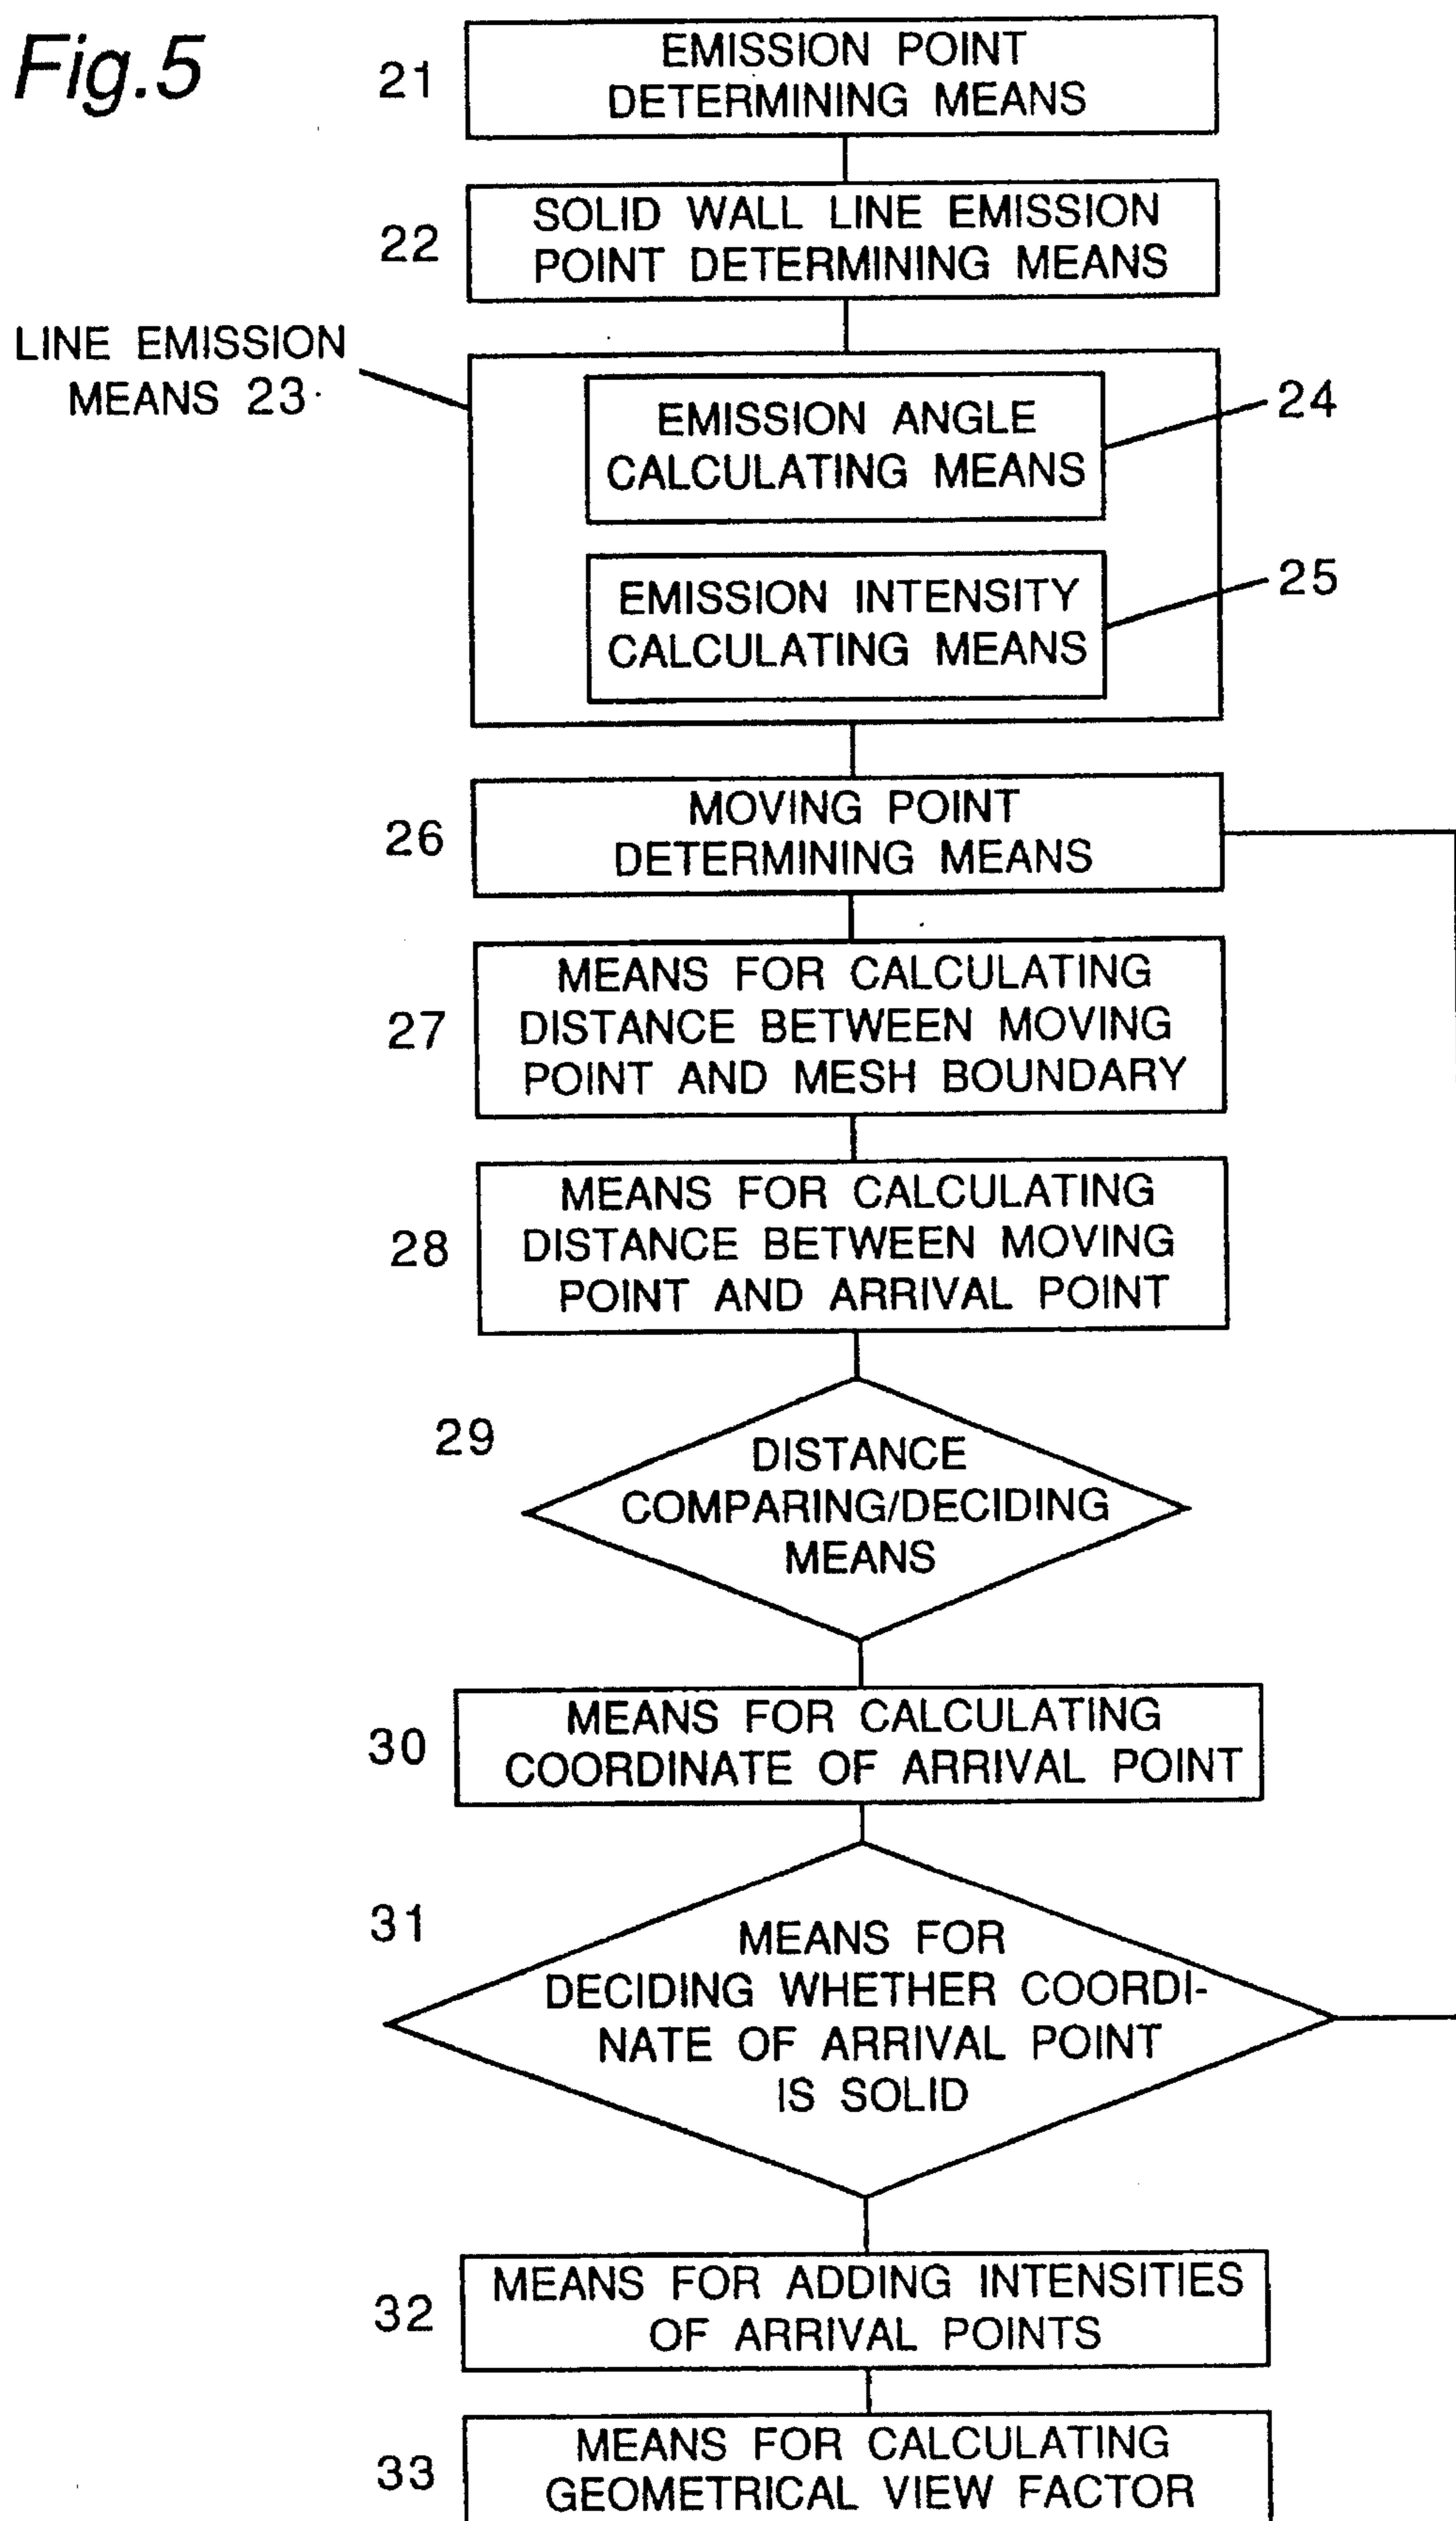 Fig.5
21
EMISSION POINT
DETERMINING MEANS
22
SOLID WALL LINE EMISSION
POINT DETERMINING MEANS
LINE EMISSION
MEANS 23
EMISSION ANGLE
CALCULATING MEANS
24
EMISSION INTENSITY
CALCULATING MEANS
25
26
MOVING POINT
DETERMINING MEANS
27
MEANS FOR CALCULATING
DISTANCE BETWEEN MOVING
POINT AND MESH BOUNDARY
28
MEANS FOR CALCULATING
DISTANCE BETWEEN MOVING
POINT AND ARRIVAL POINT
29
DISTANCE
COMPARING/DECIDING
MEANS
30
MEANS FOR CALCULATING
COORDINATE OF ARRIVAL POINT
31
MEANS FOR
DECIDING WHETHER COORDI-
NATE OF ARRIVAL POINT
IS SOLID
32
MEANS FOR ADDING INTENSITIES
OF ARRIVAL POINTS
33
MEANS FOR CALCULATING
GEOMETRICAL VIEW FACTOR